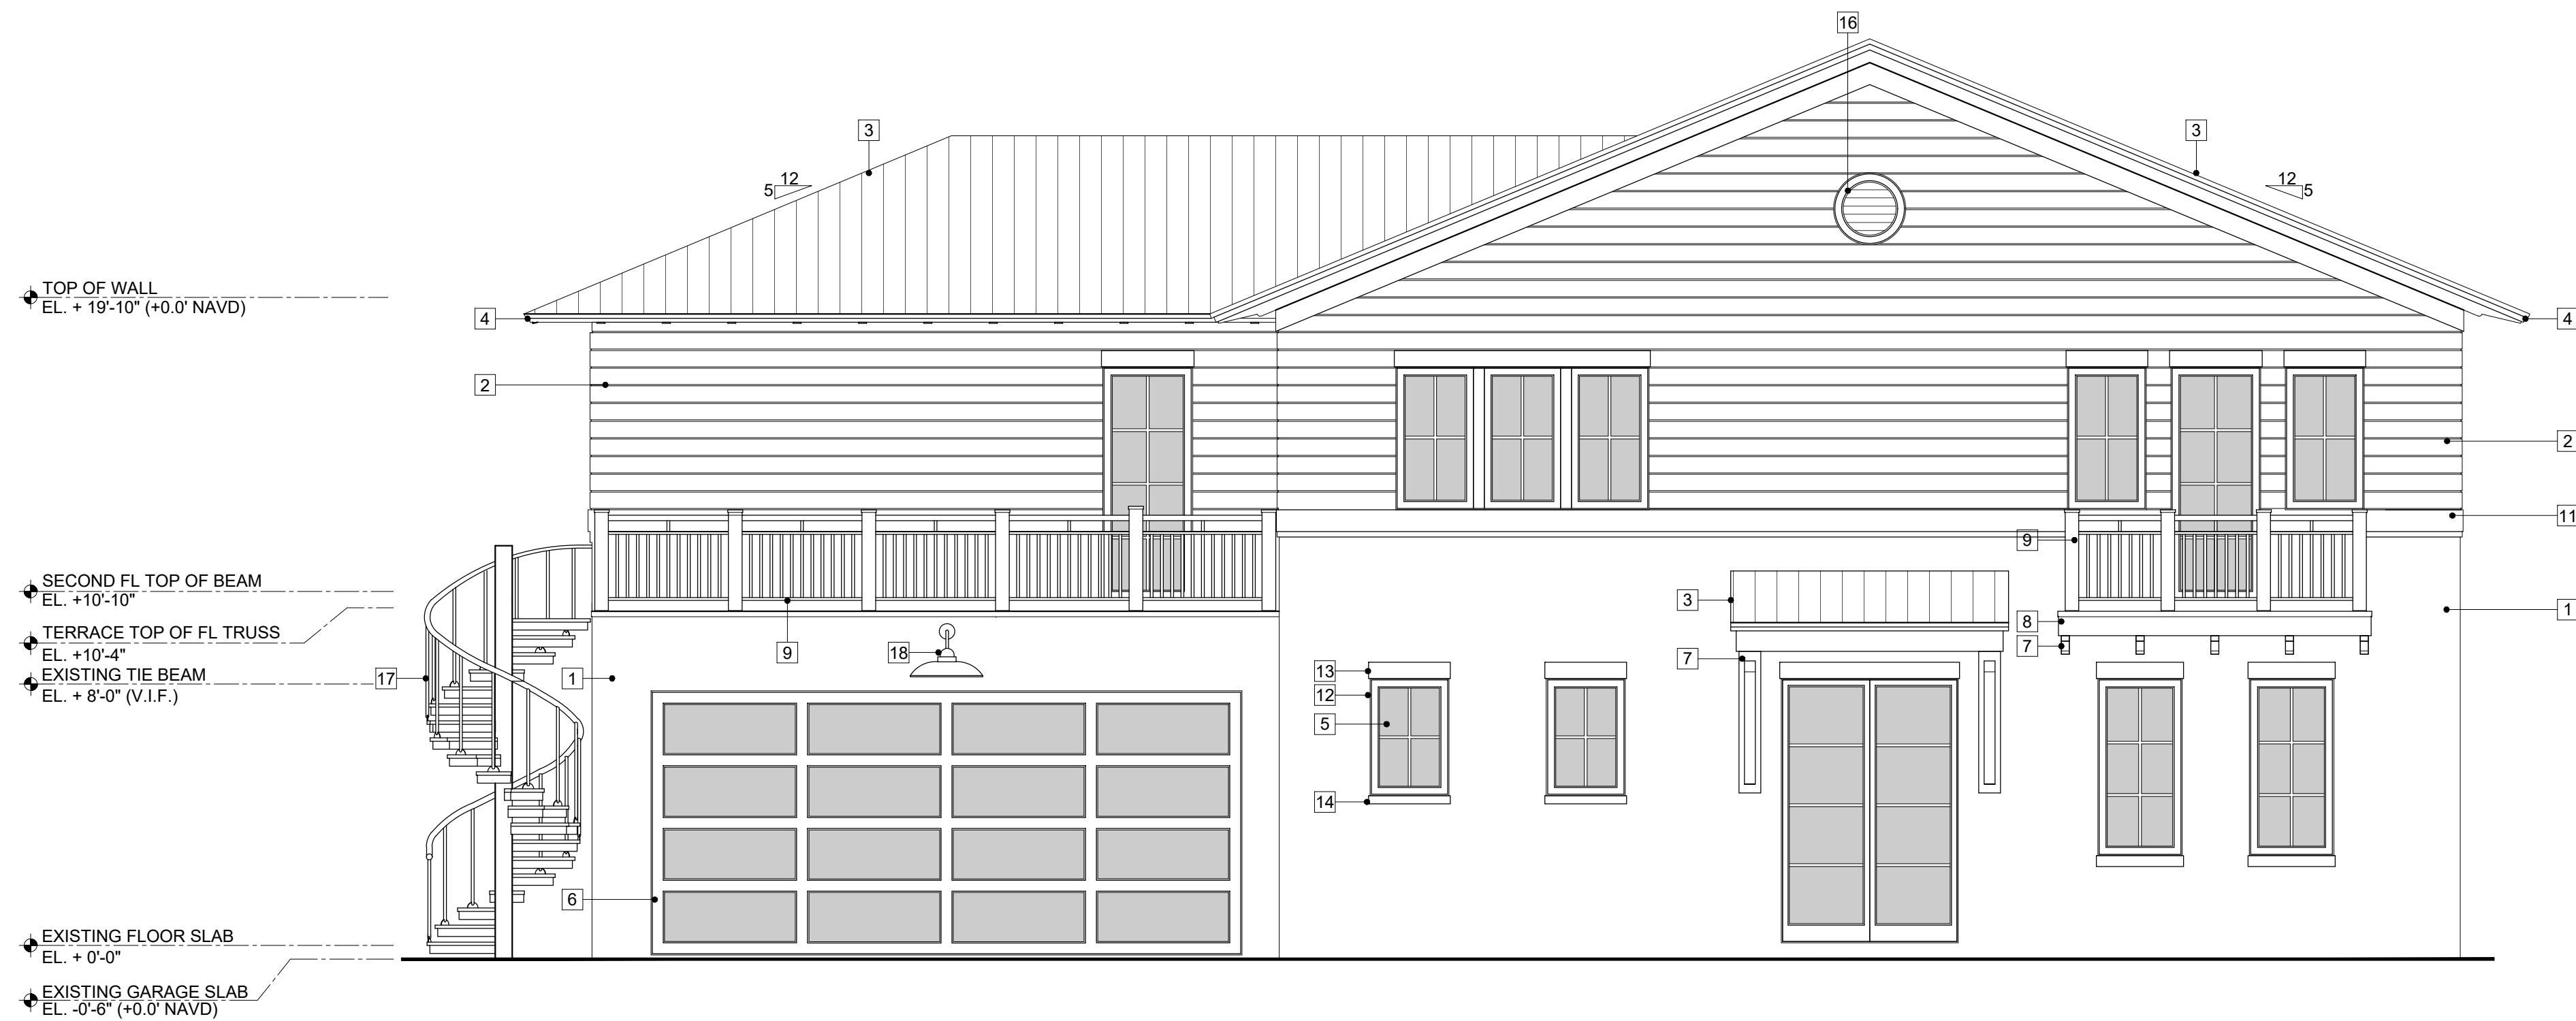 16
3
3
12
5
12
5
TOP OF WALL
EL. + 19'-10" (+0.0' NAVD)
4
4
2
2
11
9
SECOND FL TOP OF BEAM
EL. +10'-10"
3
1
8
TERRACE TOP OF FL TRUSS
EL. +10'-4"
9
18
7
7
EXISTING TIE BEAM
EL. + 8'-0" (V.I.F.)
17
1
13
12
5
14
6
EXISTING FLOOR SLAB
EL. + 0'-0"
EXISTING GARAGE SLAB
EL. -0'-6" (+0.0' NAVD)